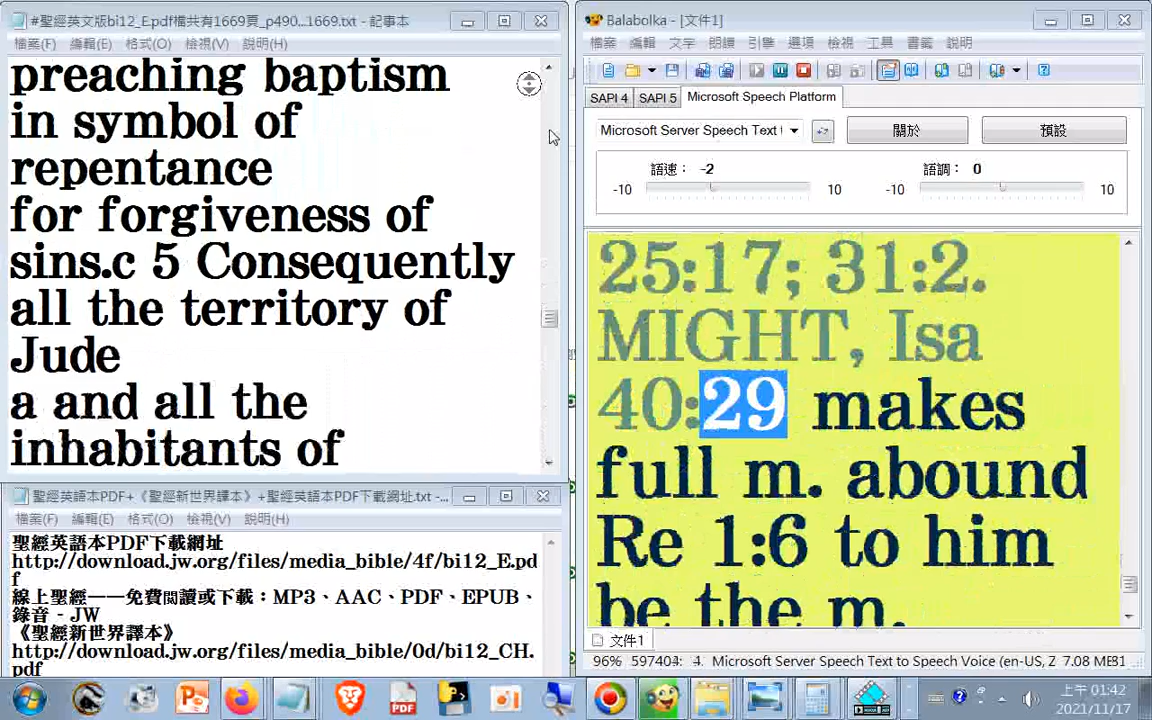 #聖經英文版bi12_E.pdf檔共有1669頁_p490...1669.txt - 記事本
檔案(F) 編輯(E) 格式(O) 檢視(V) 說明(H)
preaching baptism
in symbol of
repentance
for forgiveness of
sins.c 5 Consequently
all the territory of
Jude
a and all the
inhabitants of
聖經英語本PDF+《聖經新世界譯本》+聖經英語本PDF下載網址.txt -...
檔案(F) 編輯(E) 格式(O) 檢視(V) 說明(H)
聖經英語本PDF下載網址
http://download.jw.org/files/media_bible/4f/bi12_E.pd
f
線上聖經——免費閱讀或下載：MP3、AAC、PDF、EPUB、
錄音 - JW
《聖經新世界譯本》
http://download.jw.org/files/media_bible/0d/bi12_CH.
pdf
Balabolka - [文件1]
檔案 編輯 文字 朗讀 引擎 選項 檢視 工具 書籤 說明
SAPI 4 SAPI 5 Microsoft Speech Platform
Microsoft Server Speech Text 關於 預設
語速： -2 語調： 0
-10 10 -10 10
25:17; 31:2.
MIGHT, Isa
40:29 makes
full m. abound
Re 1:6 to him
be the m.
文件1
96% 4. Microsoft Server Speech Text to Speech Voice (en-US, Z 7.08 MB
PDF
上午 01:42
2021/11/17